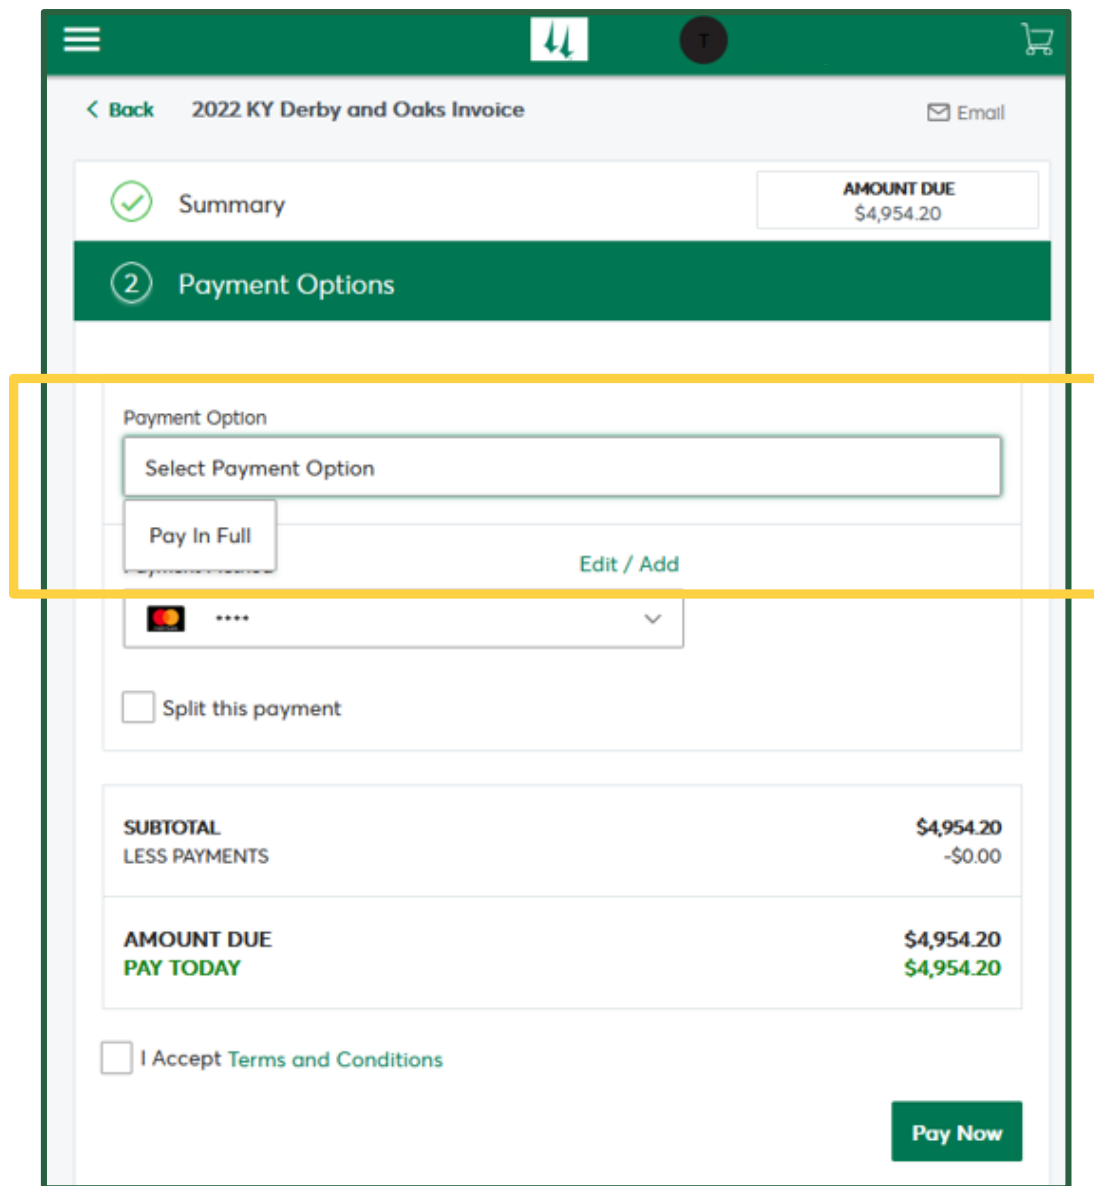 T
Back 2022 KY Derby and Oaks Invoice Email
Summary
AMOUNT DUE
$4,954.20
2 Payment Options
Payment Option
Select Payment Option
Pay In Full
Edit / Add
****
Split this payment
SUBTOTAL $4,954.20
LESS PAYMENTS -$0.00
AMOUNT DUE $4,954.20
PAY TODAY $4,954.20
I Accept Terms and Conditions
Pay Now